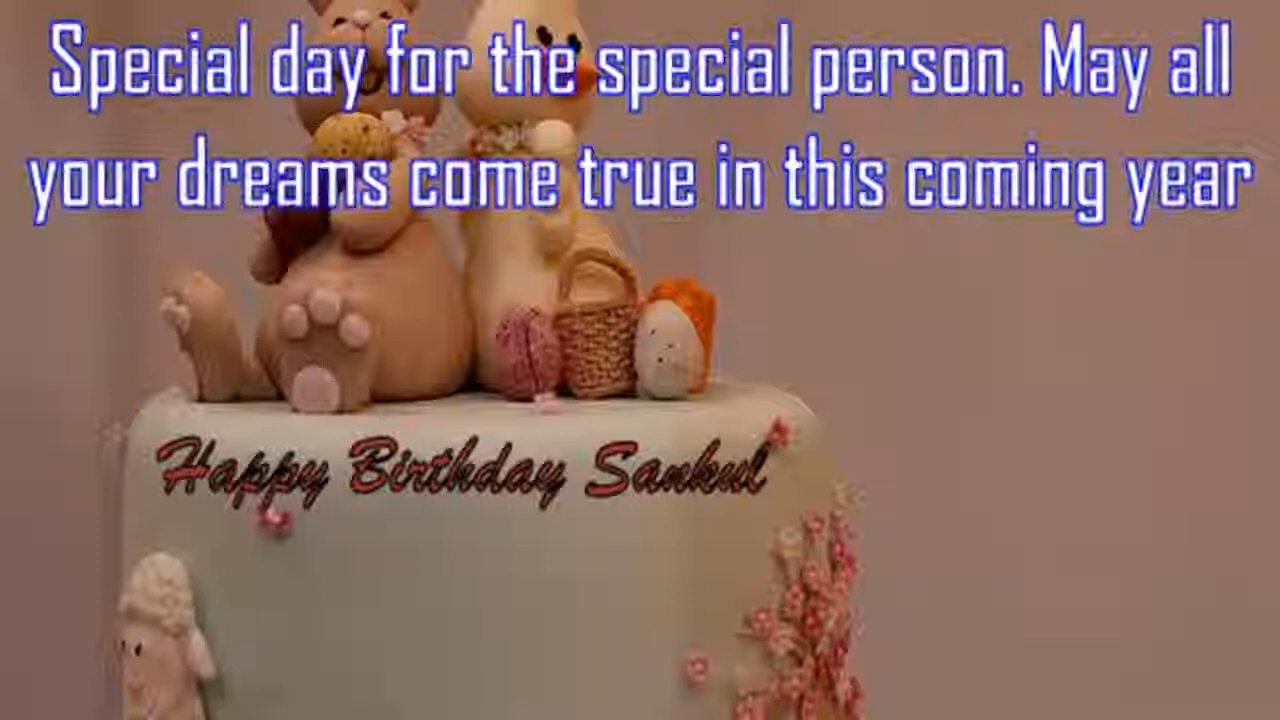 Special day for the special person. May all
your dreams come true in this coming year
Happy Birthday Sankul